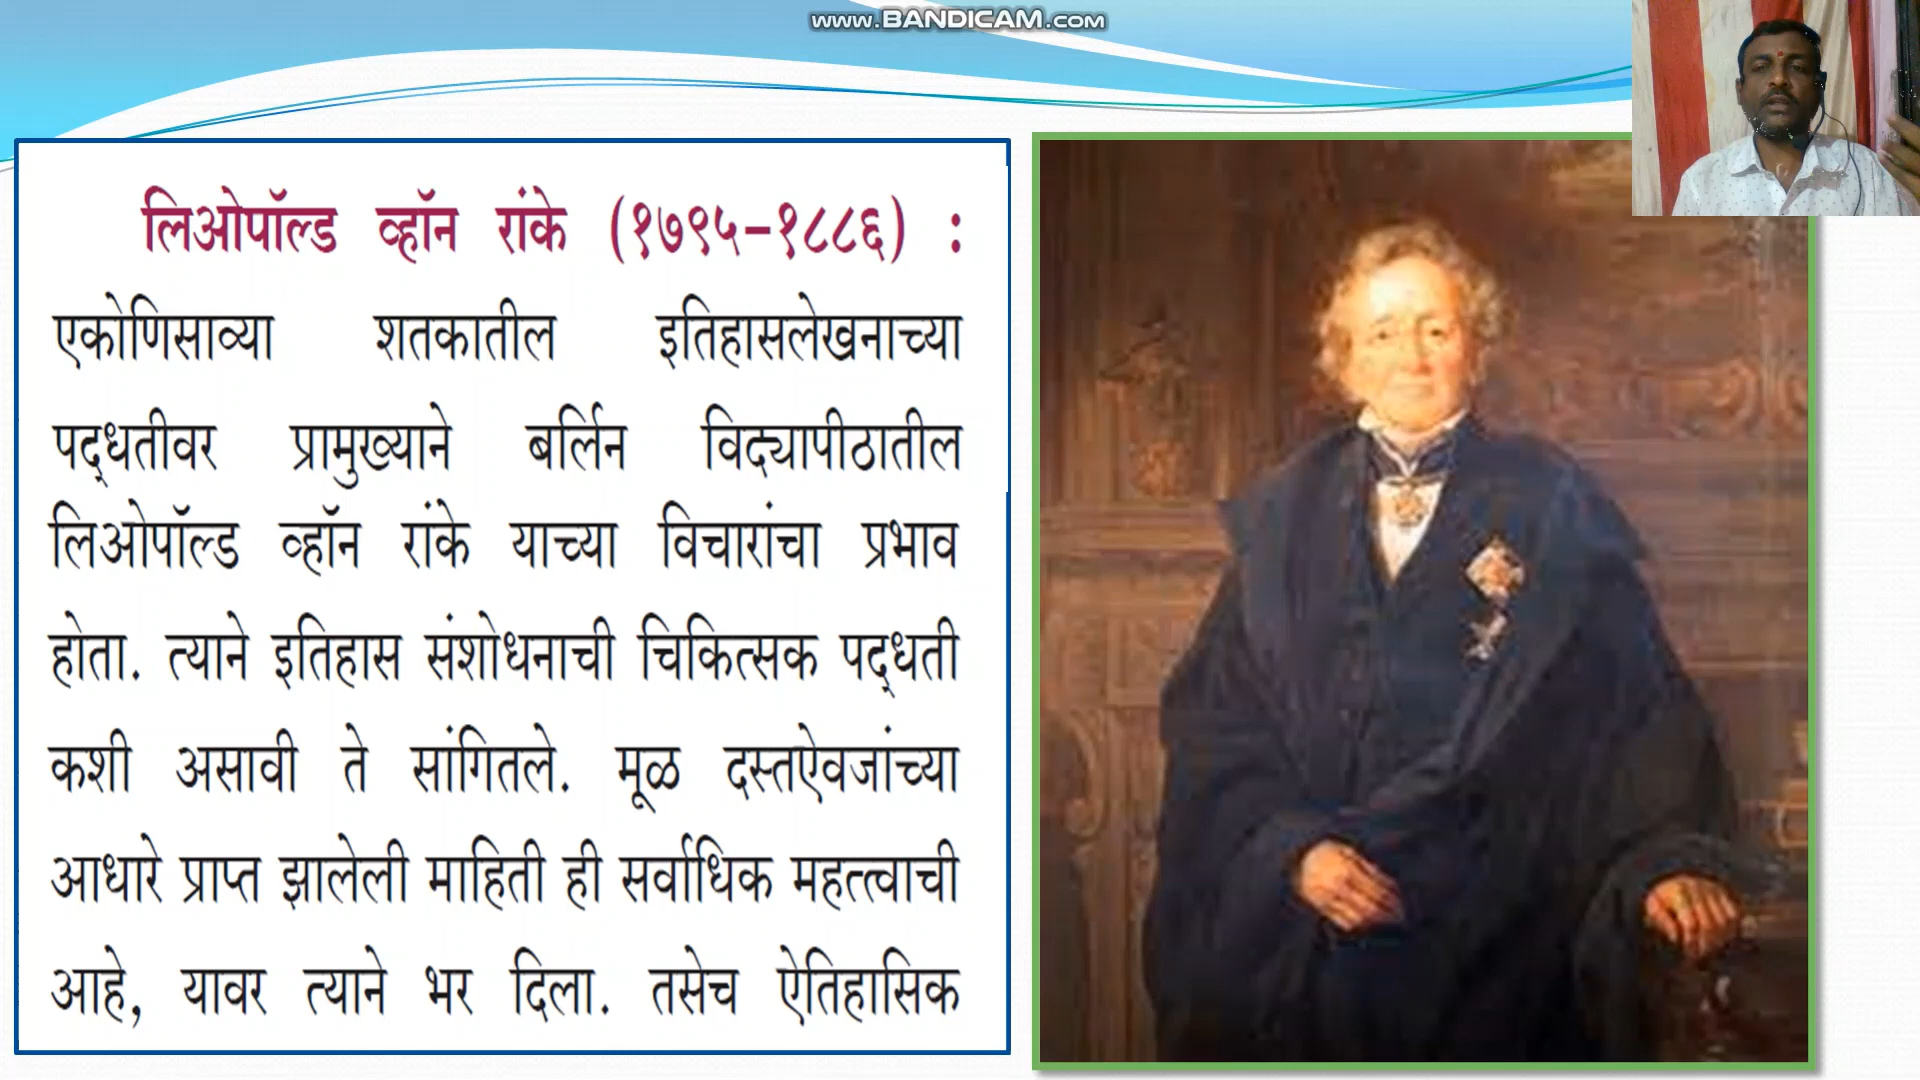 www.BANDICAM.com
लिओपॉल्ड व्हॉन रांके (१७९५-१८८६) :
एकोणिसाव्या शतकातील इतिहासलेखनाच्या
पद्धतीवर प्रामुख्याने बर्लिन विद्यापीठातील
लिओपॉल्ड व्हॉन रांके याच्या विचारांचा प्रभाव
होता. त्याने इतिहास संशोधनाची चिकित्सक पद्धती
कशी असावी ते सांगितले. मूळ दस्तऐवजांच्या
आधारे प्राप्त झालेली माहिती ही सर्वाधिक महत्त्वाची
आहे, यावर त्याने भर दिला. तसेच ऐतिहासिक